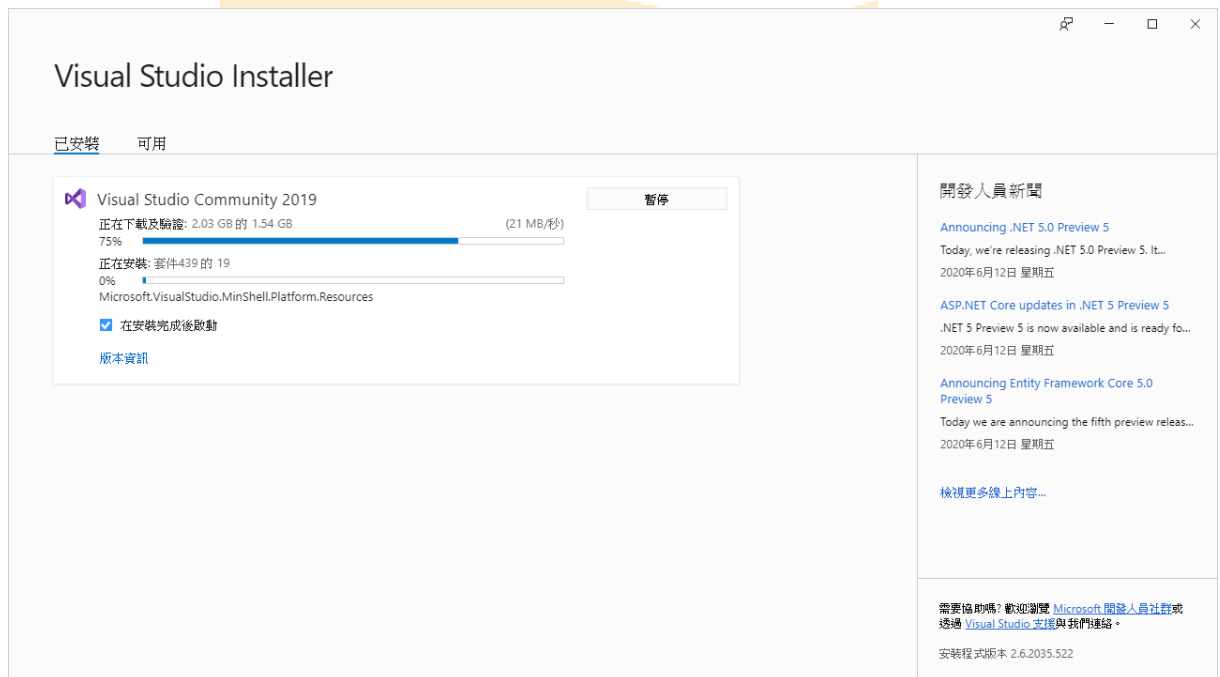 Visual Studio Installer
已安裝 可用
Visual Studio Community 2019
暫停
正在下載及驗證: 2.03 GB 的 1.54 GB (21 MB/秒)
75%
正在安裝: 套件439 的 19
0%
Microsoft.VisualStudio.MinShell.Platform.Resources
在安裝完成後啟動
版本資訊
開發人員新聞
Announcing .NET 5.0 Preview 5
Today, we're releasing .NET 5.0 Preview 5. It...
2020年6月12日 星期五
ASP.NET Core updates in .NET 5 Preview 5
.NET 5 Preview 5 is now available and is ready fo...
2020年6月12日 星期五
Announcing Entity Framework Core 5.0
Preview 5
Today we are announcing the fifth preview releas...
2020年6月12日 星期五
檢視更多線上內容...
需要協助嗎? 歡迎瀏覽 Microsoft 開發人員社群或
透過 Visual Studio 支援與我們連絡。
安裝程式版本 2.6.2035.522